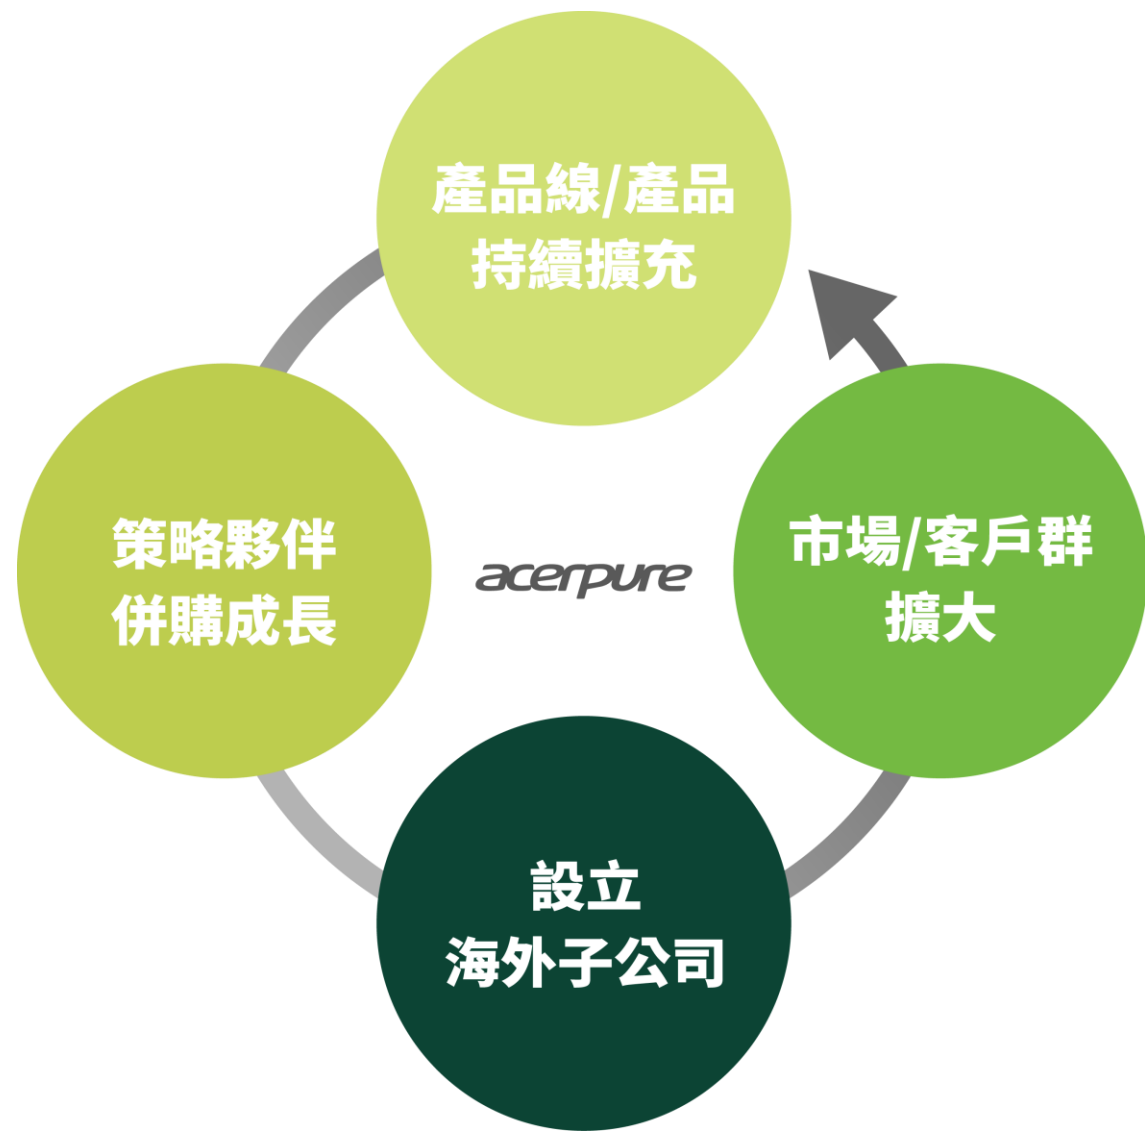 產品線/產品
持續擴充
策略夥伴
併購成長
acerpure
市場/客戶群
擴大
設立
海外子公司